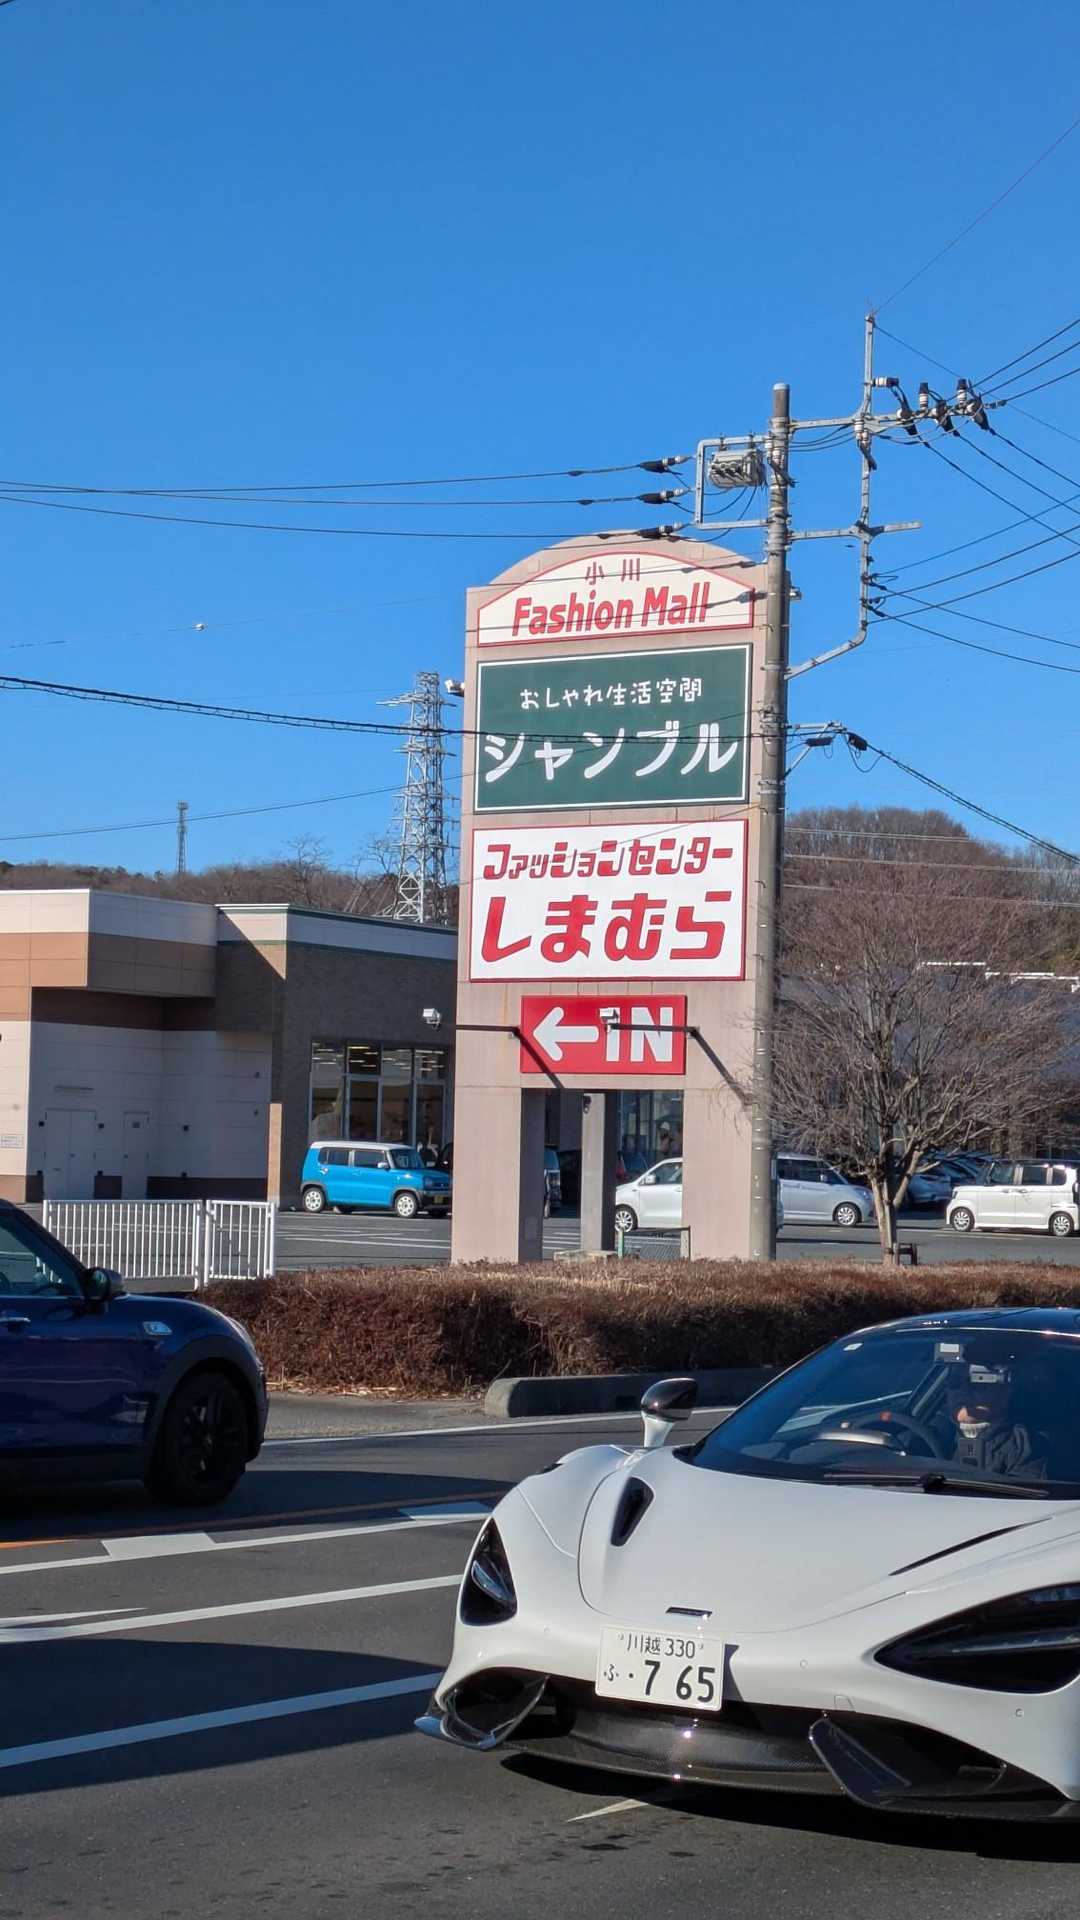 小川
Fashion Mall
おしゃれ生活空間
シャンブル
ファッションセンター
しまむら
←IN
川越 330
ふ ・7 65